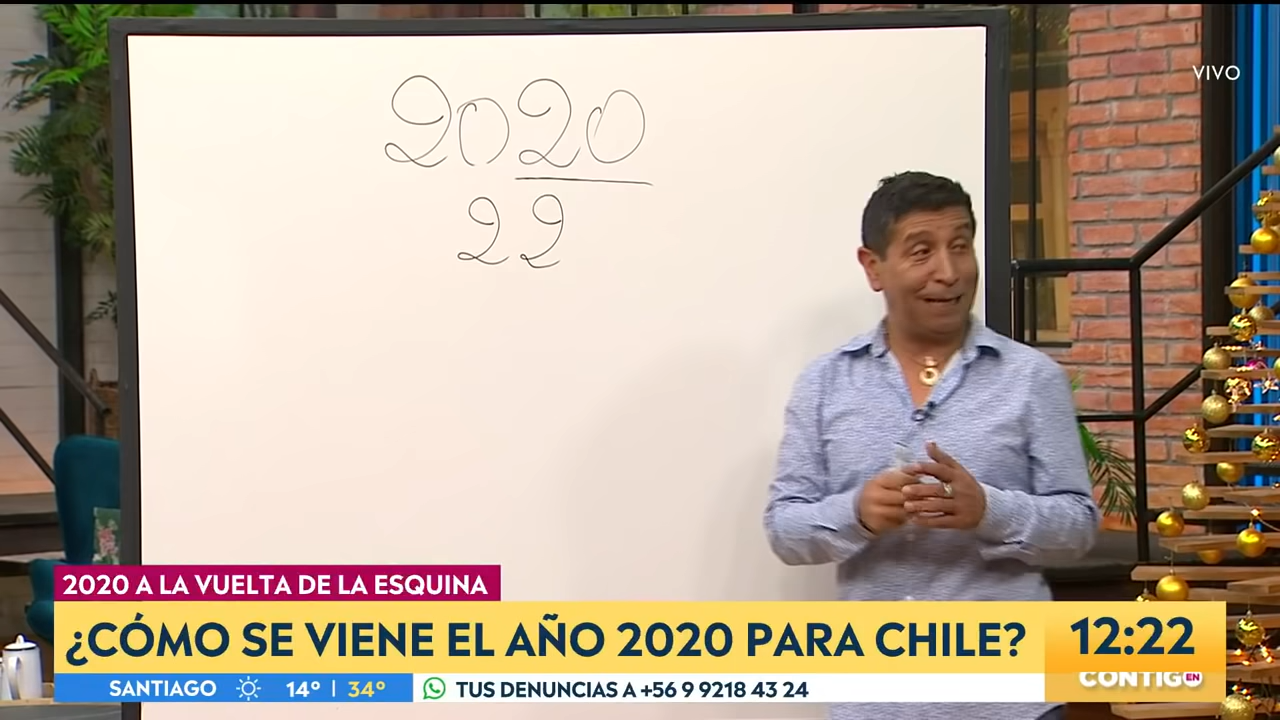 VIVO
2020
22
2020 A LA VUELTA DE LA ESQUINA
¿CÓMO SE VIENE EL AÑO 2020 PARA CHILE?
12:22
SANTIAGO 14° | 34° TUS DENUNCIAS A +56 9 9218 43 24
CONTIGO EN